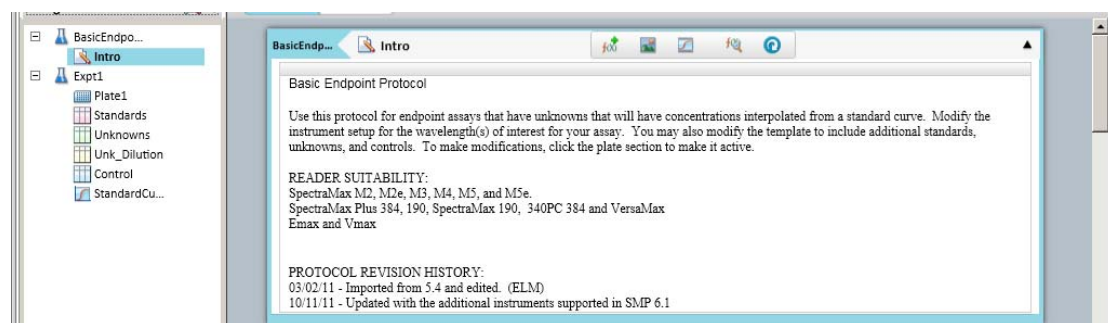 BasicEndpo...
Intro
Expt1
Plate1
Standards
Unknowns
Unk_Dilution
Control
StandardCu...
BasicEndp...
Intro
Basic Endpoint Protocol
Use this protocol for endpoint assays that have unknowns that will have concentrations interpolated from a standard curve. Modify the
instrument setup for the wavelength(s) of interest for your assay. You may also modify the template to include additional standards,
unknowns, and controls. To make modifications, click the plate section to make it active.
READER SUITABILITY:
SpectraMax M2, M2e, M3, M4, M5, and M5e.
SpectraMax Plus 384, 190, SpectraMax 190, 340PC 384 and VersaMax
Emax and Vmax
PROTOCOL REVISION HISTORY:
03/02/11 - Imported from 5.4 and edited. (ELM)
10/11/11 - Updated with the additional instruments supported in SMP 6.1